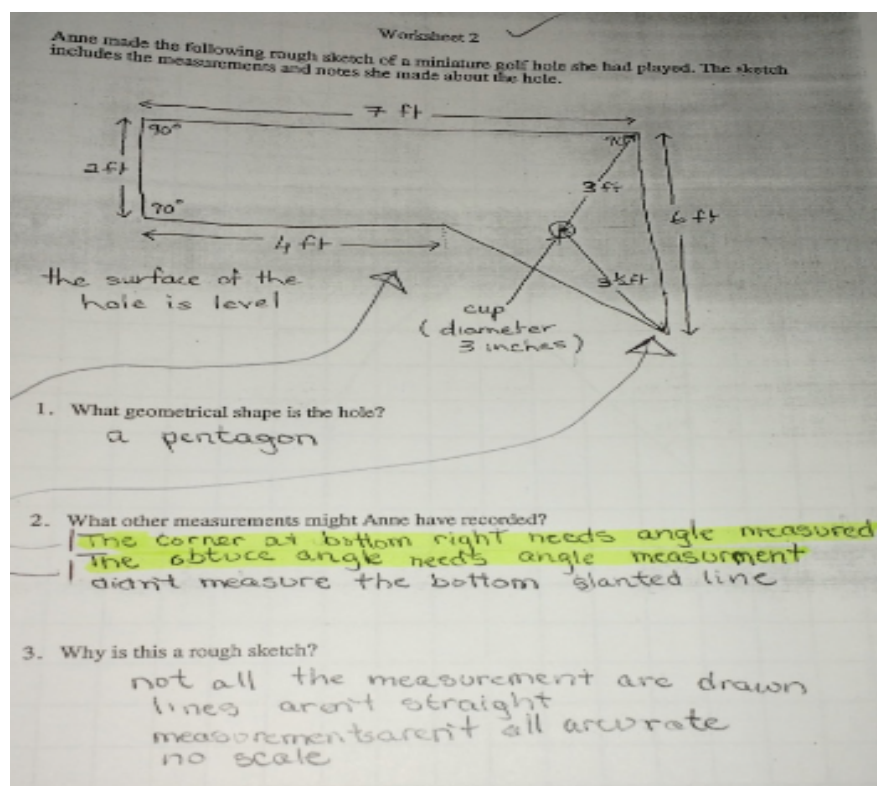 Worksheet 2
Anne made the following rough sketch of a miniature golf hole she had played. The sketch
includes the measurements and notes she made about the hole.
7 ft
90°
2 ft
3 ft
6 ft
90°
4 ft
3½ft
the surface of the
hole is level
cup
(diameter
3 inches)
1. What geometrical shape is the hole?
a pentagon
2. What other measurements might Anne have recorded?
The corner at bottom right needs angle measured
The obtuce angle needs angle measurment
didn't measure the bottom slanted line
3. Why is this a rough sketch?
not all the measurement are drawn
lines aren't straight
measurementsaren't all arcurate
no scale